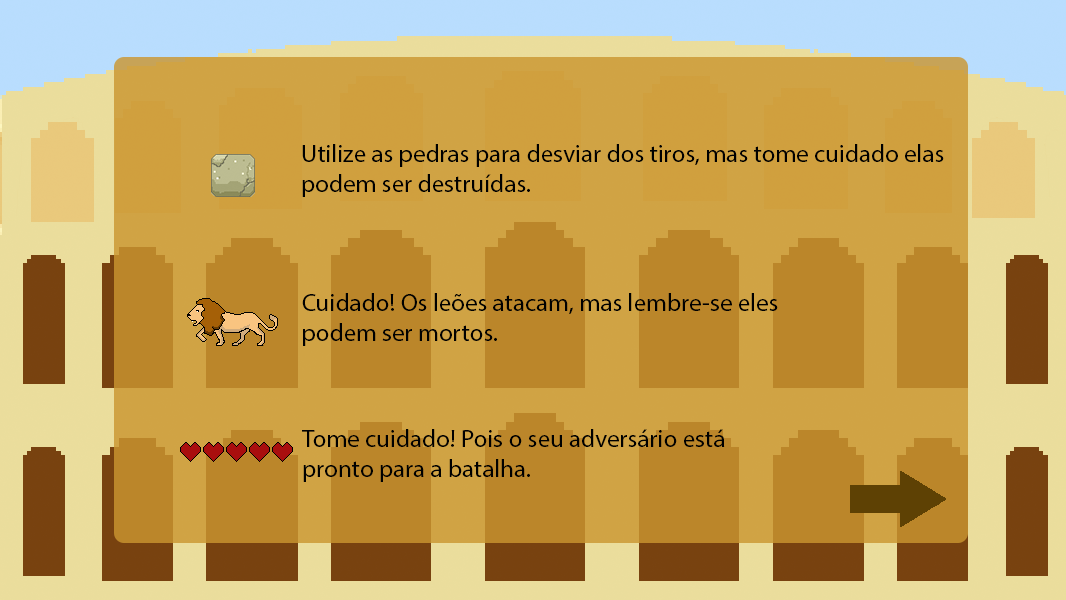 Utilize as pedras para desviar dos tiros, mas tome cuidado elas
podem ser destruídas.
Cuidado! Os leões atacam, mas lembre-se eles
podem ser mortos.
Tome cuidado! Pois o seu adversário está
pronto para a batalha.